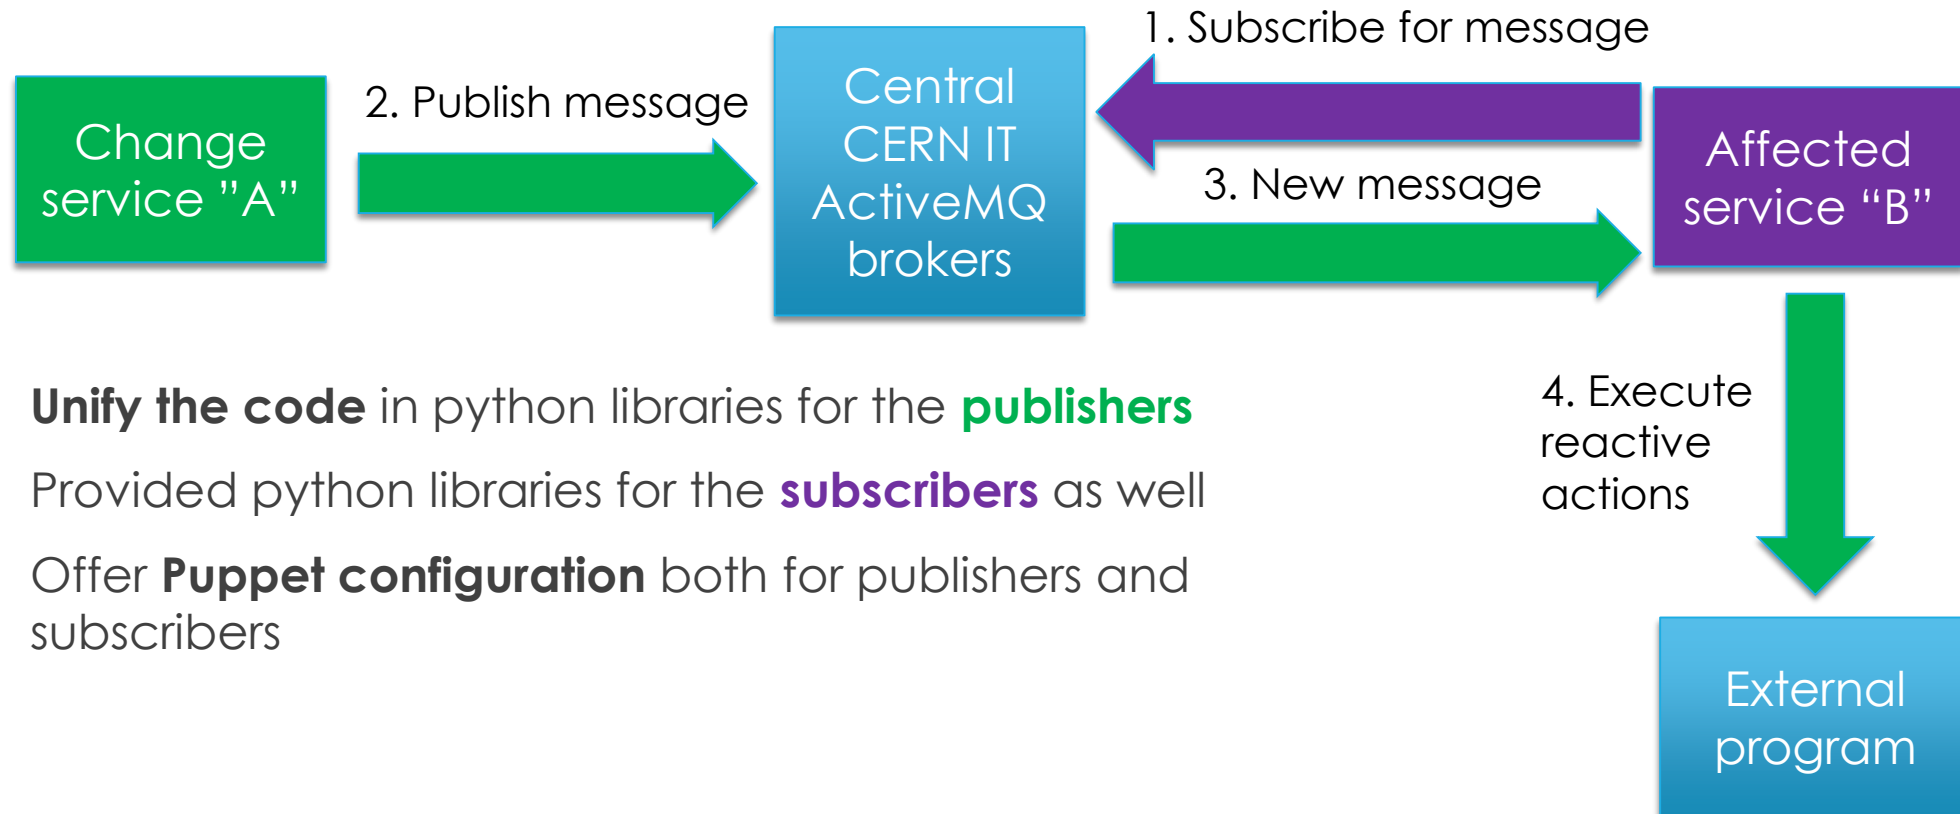 1. Subscribe for message
2. Publish message
Change
service ”A”
Central
CERN IT
ActiveMQ
brokers
3. New message
Affected
service “B”
Unify the code in python libraries for the publishers
Provided python libraries for the subscribers as well
Offer Puppet configuration both for publishers and
subscribers
4. Execute
reactive
actions
External
program